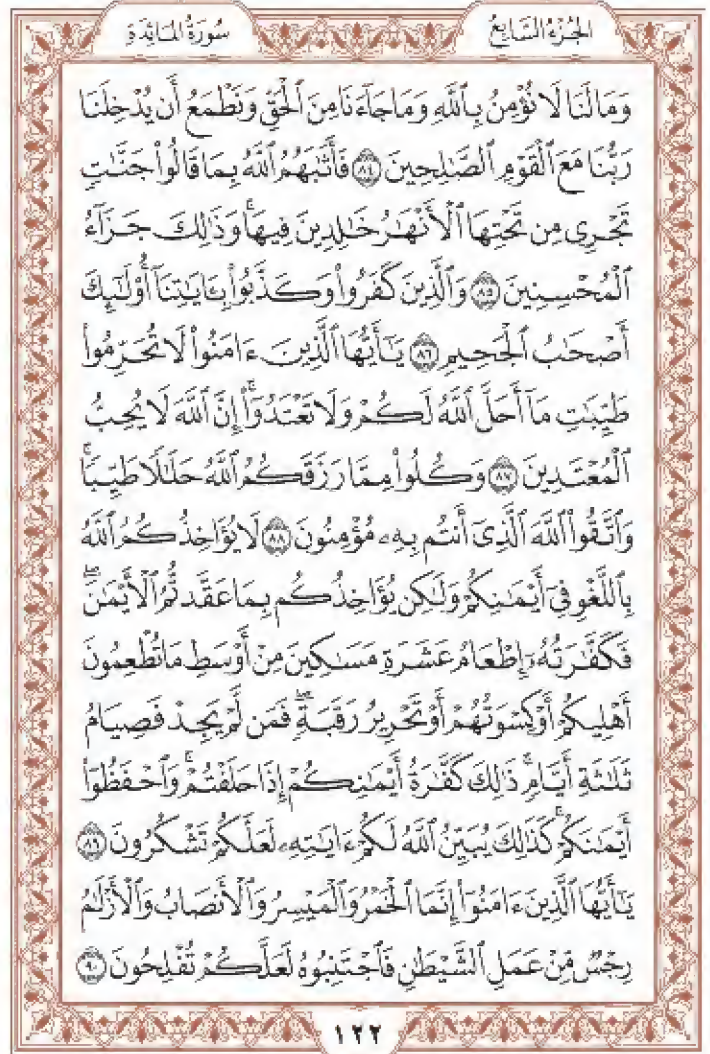 الجزء السابع
سورة المائدة
وَمَا لَنَا لَا نُؤْمِنُ بِٱللَّهِ وَمَا جَآءَنَا مِنَ ٱلْحَقِّ وَنَطْمَعُ أَن يُدْخِلَنَا
رَبُّنَا مَعَ ٱلْقَوْمِ ٱلصَّٰلِحِينَ ٨٤ فَأَثَٰبَهُمُ ٱللَّهُ بِمَا قَالُوا۟ جَنَّٰتٍ
تَجْرِى مِن تَحْتِهَا ٱلْأَنْهَٰرُ خَٰلِدِينَ فِيهَا ۚ وَذَٰلِكَ جَزَآءُ
ٱلْمُحْسِنِينَ ٨٥ وَٱلَّذِينَ كَفَرُوا۟ وَكَذَّبُوا۟ بِـَٔايَٰتِنَآ أُو۟لَٰٓئِكَ
أَصْحَٰبُ ٱلْجَحِيمِ ٨٦ يَٰٓأَيُّهَا ٱلَّذِينَ ءَامَنُوا۟ لَا تُحَرِّمُوا۟
طَيِّبَٰتِ مَآ أَحَلَّ ٱللَّهُ لَكُمْ وَلَا تَعْتَدُوٓا۟ ۚ إِنَّ ٱللَّهَ لَا يُحِبُّ
ٱلْمُعْتَدِينَ ٨٧ وَكُلُوا۟ مِمَّا رَزَقَكُمُ ٱللَّهُ حَلَٰلًا طَيِّبًا ۚ
وَٱتَّقُوا۟ ٱللَّهَ ٱلَّذِىٓ أَنتُم بِهِۦ مُؤْمِنُونَ ٨٨ لَا يُؤَاخِذُكُمُ ٱللَّهُ
بِٱللَّغْوِ فِىٓ أَيْمَٰنِكُمْ وَلَٰكِن يُؤَاخِذُكُم بِمَا عَقَّدتُّمُ ٱلْأَيْمَٰنَ ۖ
فَكَفَّٰرَتُهُۥٓ إِطْعَامُ عَشَرَةِ مَسَٰكِينَ مِنْ أَوْسَطِ مَا تُطْعِمُونَ
أَهْلِيكُمْ أَوْ كِسْوَتُهُمْ أَوْ تَحْرِيرُ رَقَبَةٍ ۖ فَمَن لَّمْ يَجِدْ فَصِيَامُ
ثَلَٰثَةِ أَيَّامٍ ۚ ذَٰلِكَ كَفَّٰرَةُ أَيْمَٰنِكُمْ إِذَا حَلَفْتُمْ ۚ وَٱحْفَظُوٓا۟
أَيْمَٰنَكُمْ ۚ كَذَٰلِكَ يُبَيِّنُ ٱللَّهُ لَكُمْ ءَايَٰتِهِۦ لَعَلَّكُمْ تَشْكُرُونَ ٨٩
يَٰٓأَيُّهَا ٱلَّذِينَ ءَامَنُوٓا۟ إِنَّمَا ٱلْخَمْرُ وَٱلْمَيْسِرُ وَٱلْأَنصَابُ وَٱلْأَزْلَٰمُ
رِجْسٌ مِّنْ عَمَلِ ٱلشَّيْطَٰنِ فَٱجْتَنِبُوهُ لَعَلَّكُمْ تُفْلِحُونَ ٩٠
١٢٢